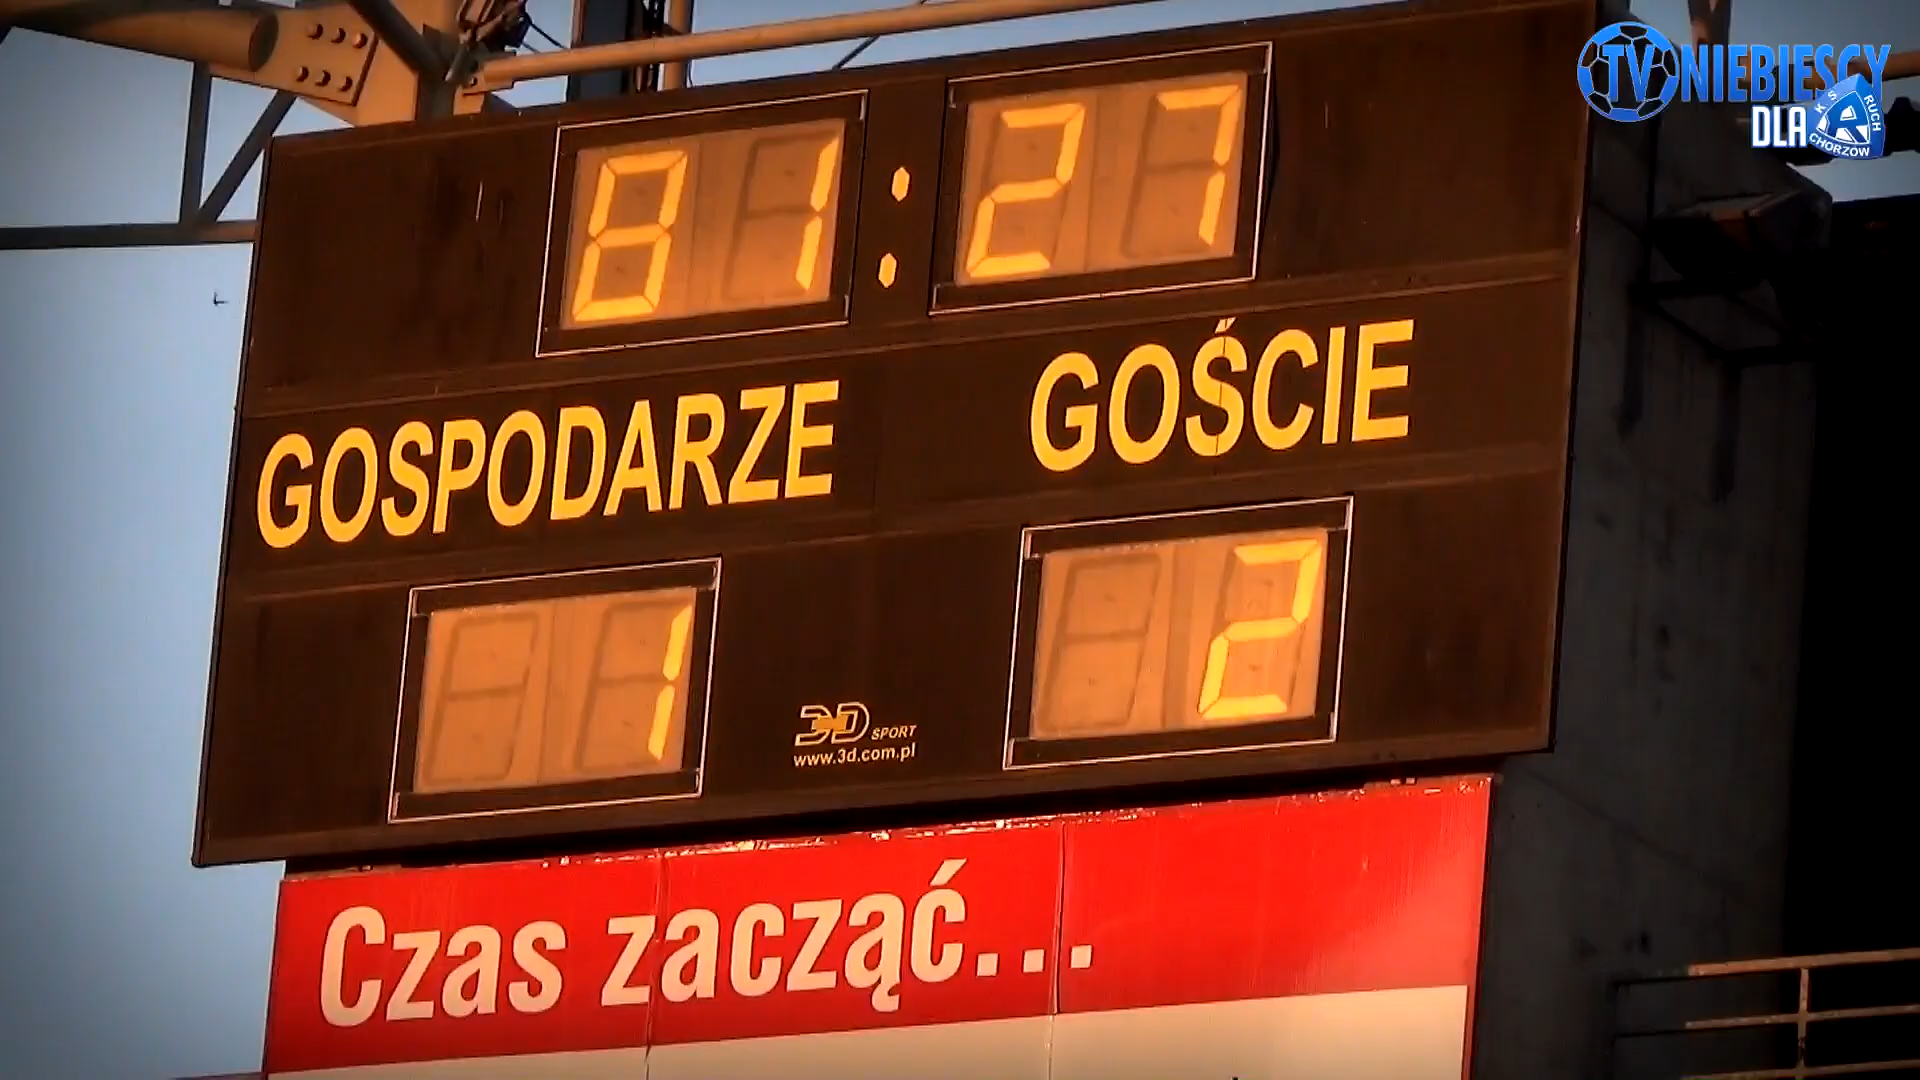 TV NIEBIESCY
DLA
KS RUCH
CHORZÓW
81:27
GOSPODARZE GOŚCIE
1 2
3D SPORT
www.3d.com.pl
Czas zacząć...